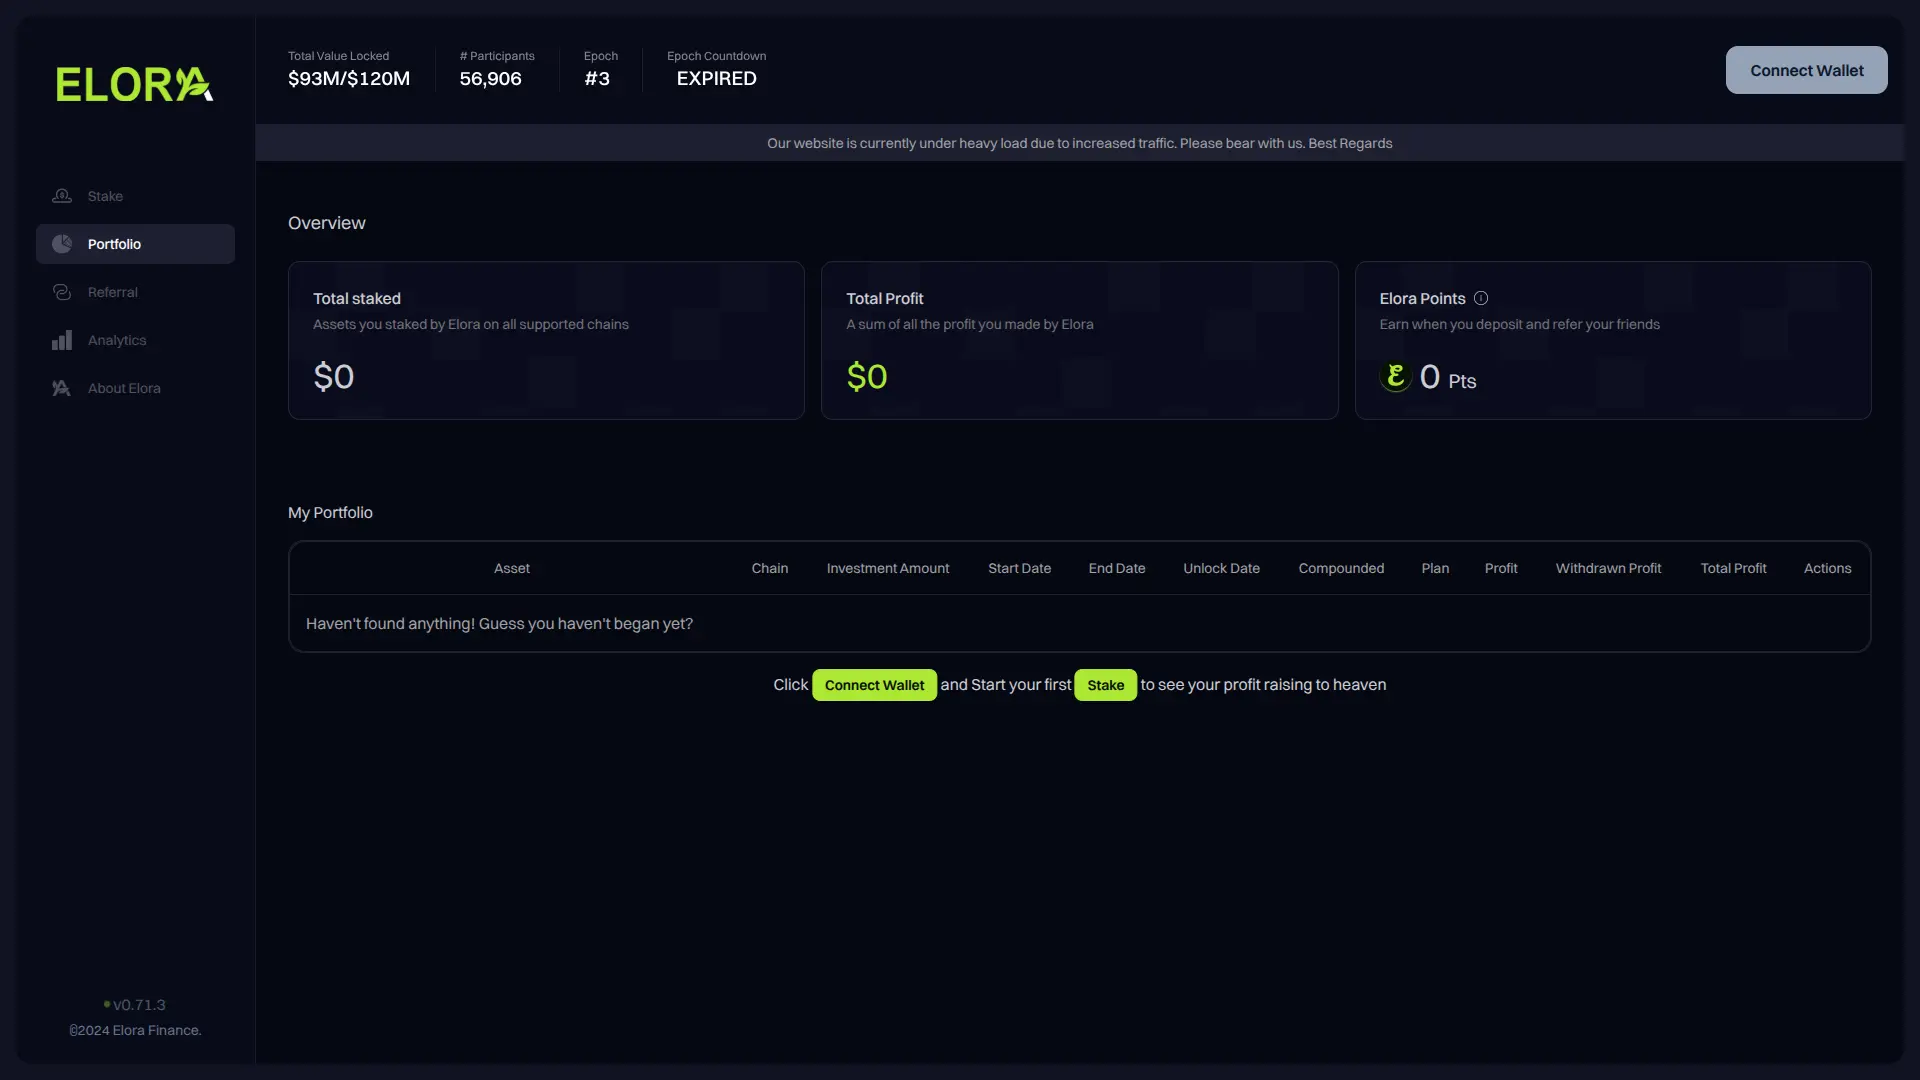 ELORA
Total Value Locked
$93M/$120M
# Participants
56,906
Epoch
#3
Epoch Countdown
EXPIRED
Connect Wallet
Our website is currently under heavy load due to increased traffic. Please bear with us. Best Regards
Stake
Portfolio
Referral
Analytics
About Elora
Overview
Total staked
Assets you staked by Elora on all supported chains
$0
Total Profit
A sum of all the profit you made by Elora
$0
Elora Points
Earn when you deposit and refer your friends
0 Pts
My Portfolio
Asset Chain Investment Amount Start Date End Date Unlock Date Compounded Plan Profit Withdrawn Profit Total Profit Actions
Haven't found anything! Guess you haven't began yet?
Click Connect Wallet and Start your first Stake to see your profit raising to heaven
v0.71.3
©2024 Elora Finance.